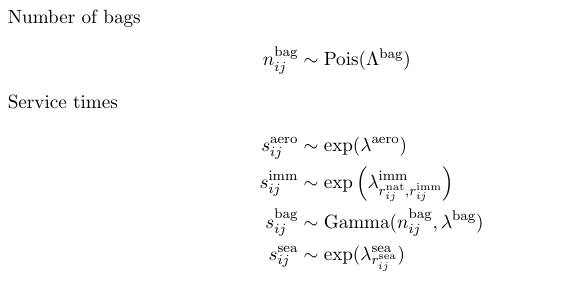 Number of bags
n_{ij}^{bag} ∼ Pois(Λ^{bag})
Service times
s_{ij}^{aero} ∼ exp(λ^{aero})
s_{ij}^{imm} ∼ exp(λ_{r_{ij}^{nat}, r_{ij}^{imm}}^{imm})
s_{ij}^{bag} ∼ Gamma(n_{ij}^{bag}, λ^{bag})
s_{ij}^{sea} ∼ exp(λ_{r_{ij}^{sea}}^{sea})